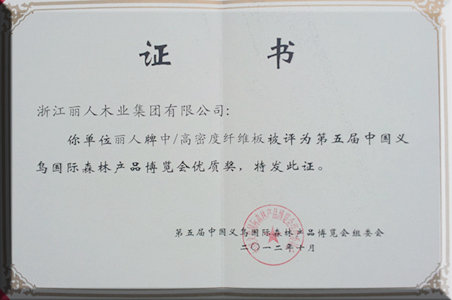 证 书
浙江丽人木业集团有限公司:
你单位丽人牌中/高密度纤维板被评为第五届中国义
乌国际森林产品博览会优质奖，特发此证。
第五届中国义乌国际森林产品博览会组委会
二〇一二年十月